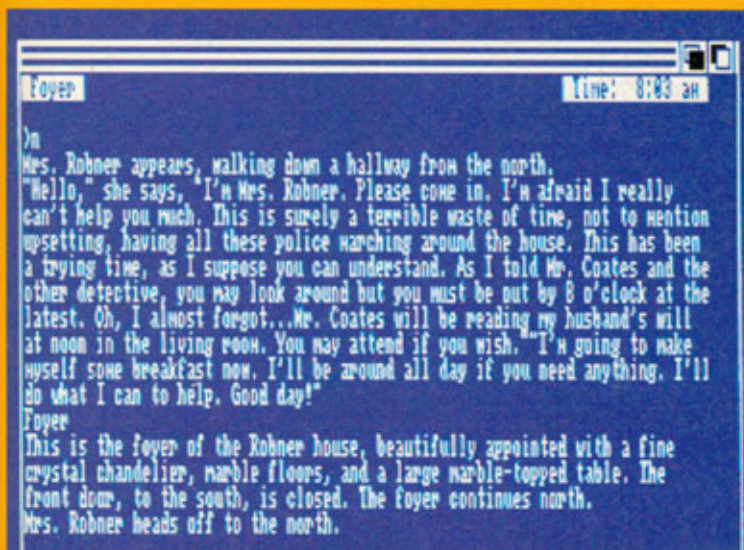 Foyer Time: 8:03 am
>n
Mrs. Robner appears, walking down a hallway from the north.
"Hello," she says, "I'm Mrs. Robner. Please come in. I'm afraid I really
can't help you much. This is surely a terrible waste of time, not to mention
upsetting, having all these police marching around the house. This has been
a trying time, as I suppose you can understand. As I told Mr. Coates and the
other detective, you may look around but you must be out by 8 o'clock at the
latest. Oh, I almost forgot...Mr. Coates will be reading my husband's will
at noon in the living room. You may attend if you wish.""I'm going to make
myself some breakfast now. I'll be around all day if you need anything. I'll
do what I can to help. Good day!"
Foyer
This is the foyer of the Robner house, beautifully appointed with a fine
crystal chandelier, marble floors, and a large marble-topped table. The
front door, to the south, is closed. The foyer continues north.
Mrs. Robner heads off to the north.